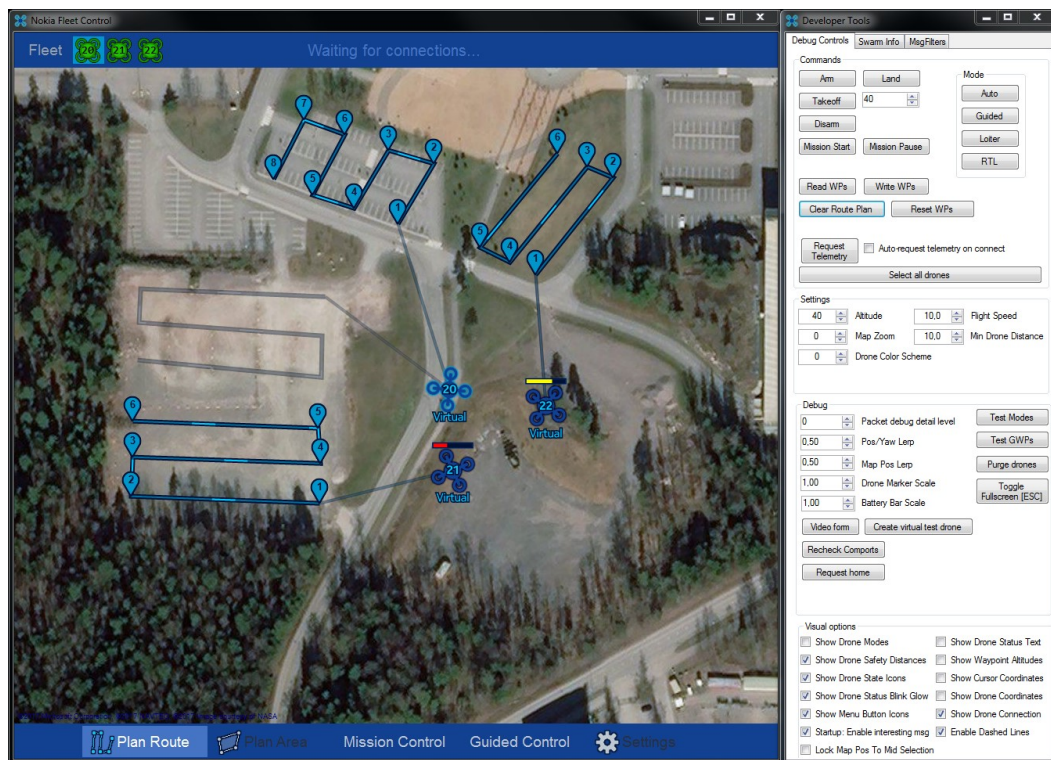 Nokia Fleet Control
Fleet 20 21 22 Waiting for connections...
7 6 3 2 8 5 4 1
6 3 2 5 4 1
20
Virtual
22
Virtual
21
Virtual
6 5
3 4
2 1
Plan Route Plan Area Mission Control Guided Control Settings
Developer Tools
Debug Controls Swarm Info MsgFilters
Commands
Arm Land
Takeoff 40
Disarm
Mission Start Mission Pause
Mode
Auto
Guided
Loiter
RTL
Read WPs Write WPs
Clear Route Plan Reset WPs
Request Telemetry Auto-request telemetry on connect
Select all drones
Settings
40 Altitude 10,0 Flight Speed
0 Map Zoom 10,0 Min Drone Distance
0 Drone Color Scheme
Debug
0 Packet debug detail level Test Modes
0,50 Pos/Yaw Lerp Test GWPs
0,50 Map Pos Lerp Purge drones
1,00 Drone Marker Scale Toggle
Fullscreen [ESC]
1,00 Battery Bar Scale
Video form Create virtual test drone
Recheck Comports
Request home
Visual options
Show Drone Modes Show Drone Status Text
Show Drone Safety Distances Show Waypoint Altitudes
Show Drone State Icons Show Cursor Coordinates
Show Drone Status Blink Glow Show Drone Coordinates
Show Menu Button Icons Show Drone Connection
Startup: Enable interesting msg Enable Dashed Lines
Lock Map Pos To Mid Selection